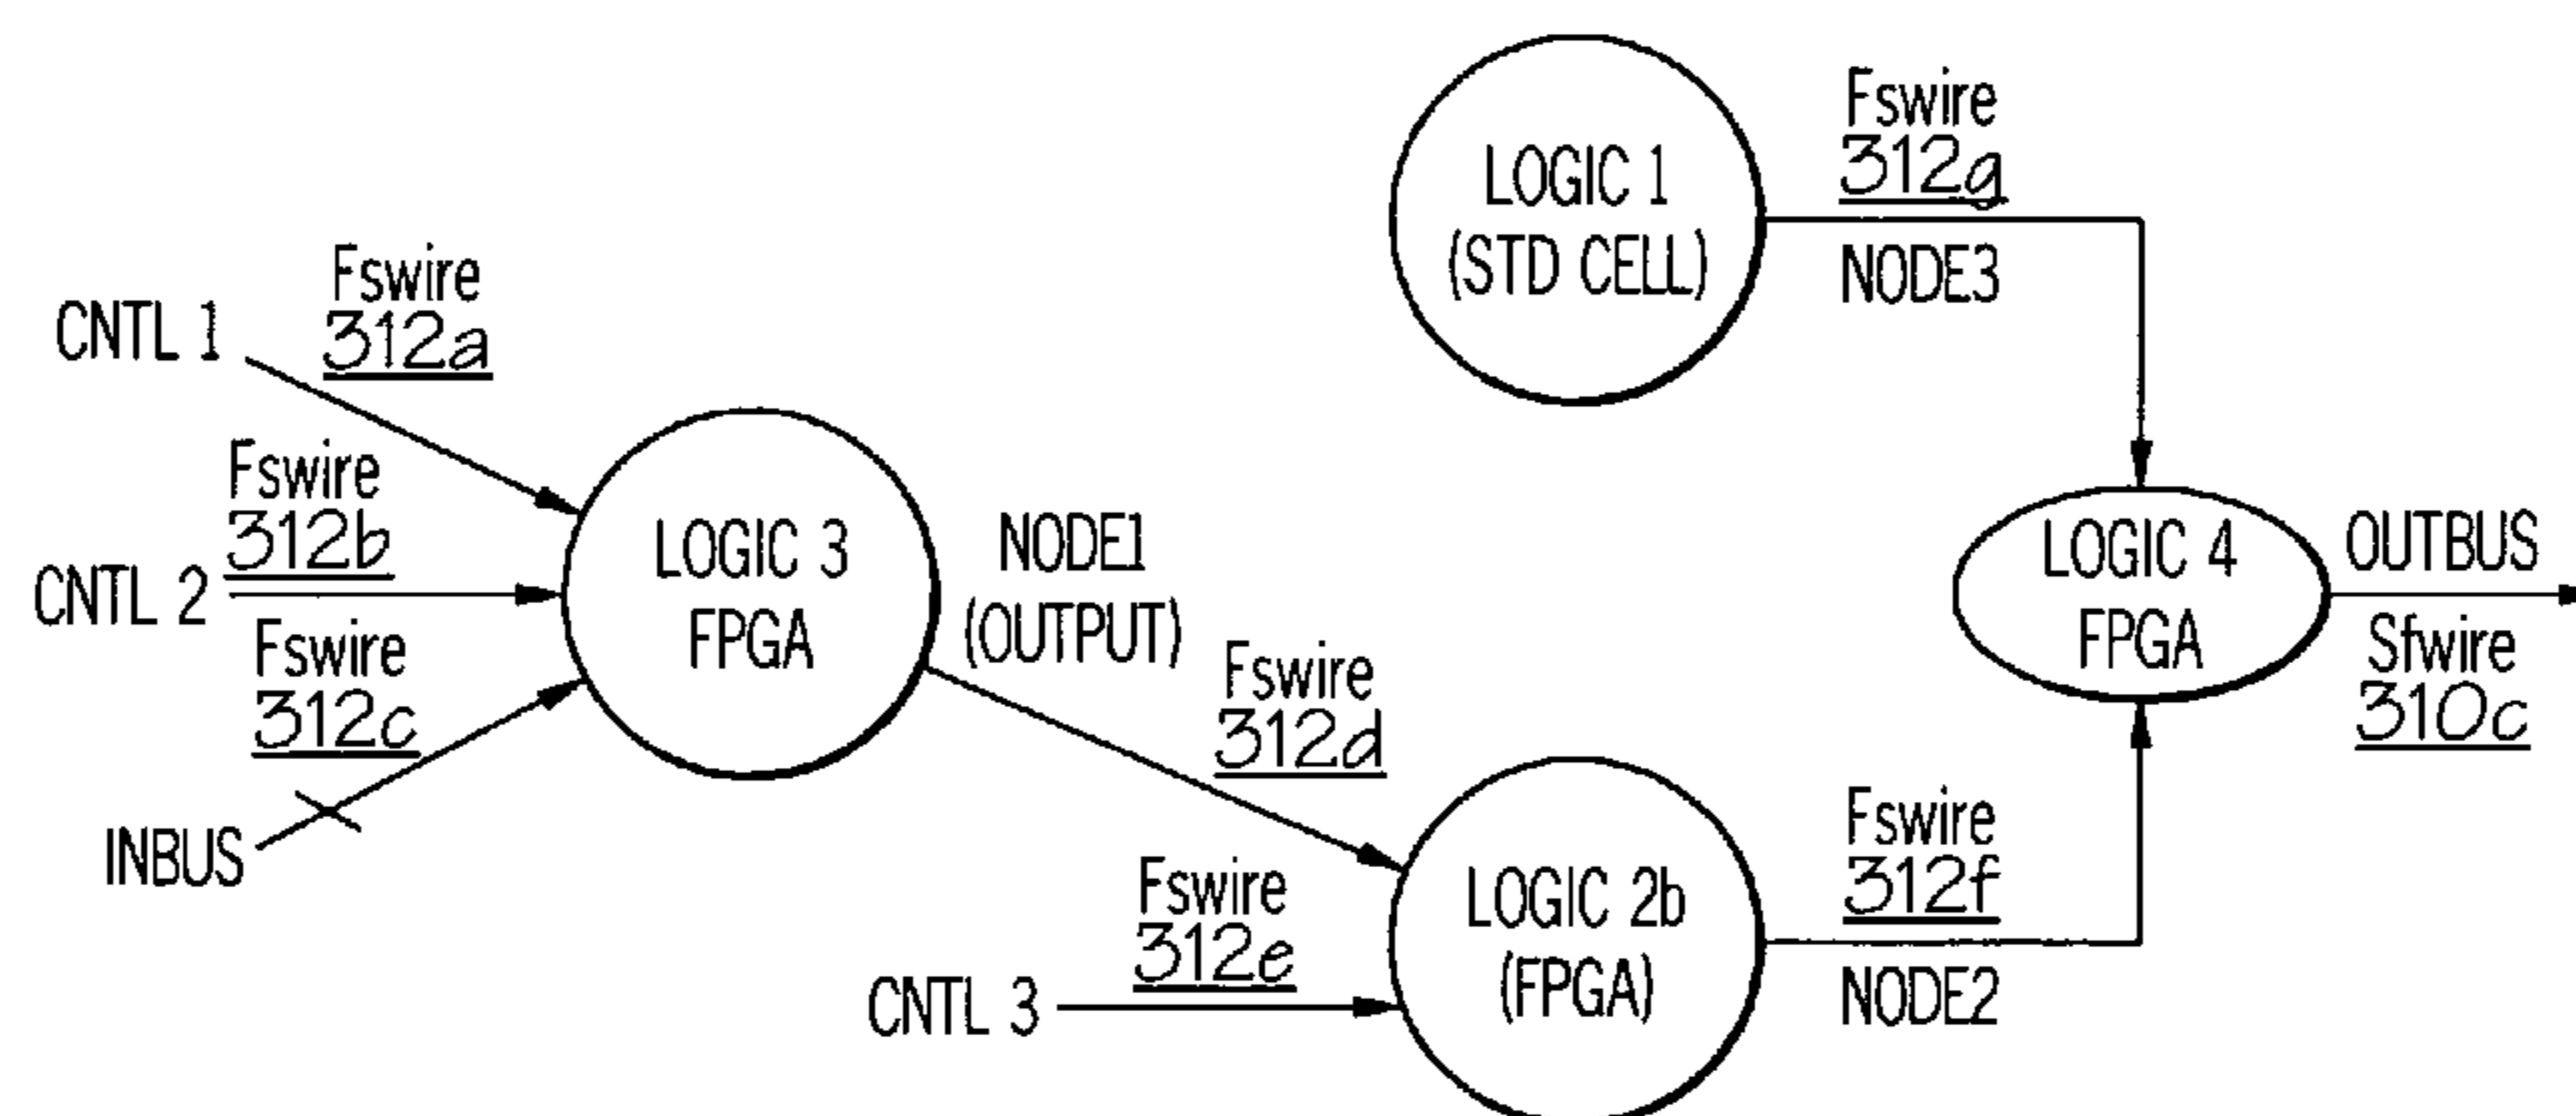 CNTL 1
Fswire
312a
CNTL 2
Fswire
312b
Fswire
312c
INBUS
LOGIC 3
FPGA
NODE1
(OUTPUT)
Fswire
312d
CNTL 3
Fswire
312e
LOGIC 1
(STD CELL)
Fswire
312g
NODE3
LOGIC 2b
(FPGA)
Fswire
312f
NODE2
LOGIC 4
FPGA
OUTBUS
Sfwire
310c